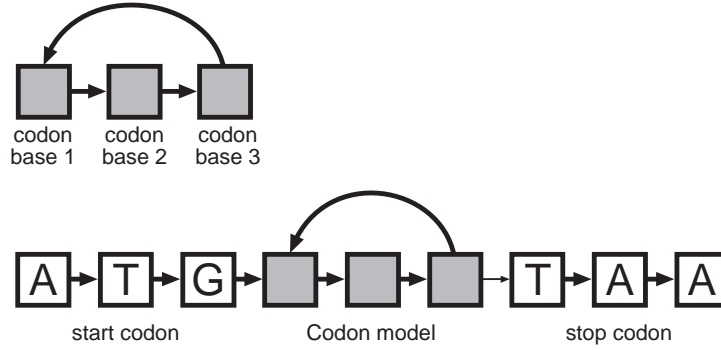 codon codon codon
base 1 base 2 base 3
A T G T A A
start codon Codon model stop codon